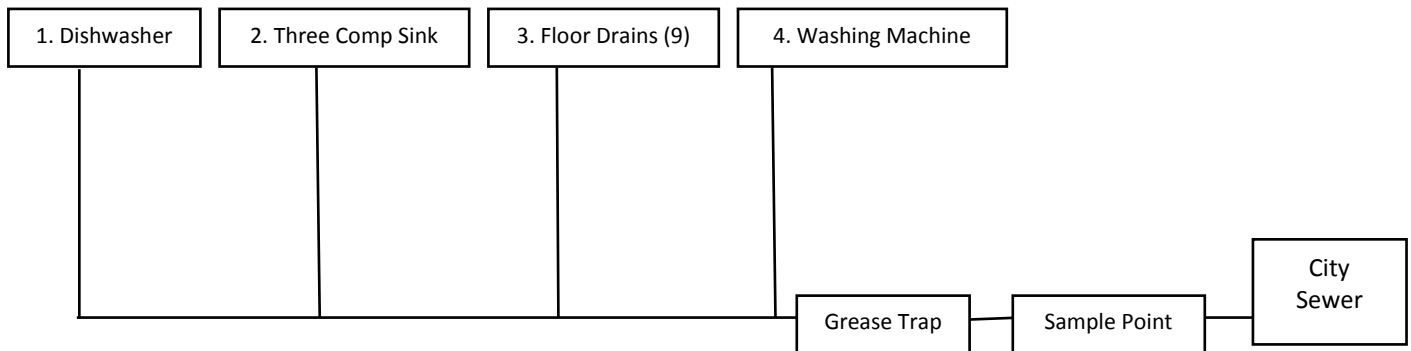 1. Dishwasher
2. Three Comp Sink
3. Floor Drains (9)
4. Washing Machine
City
Sewer
Grease Trap
Sample Point